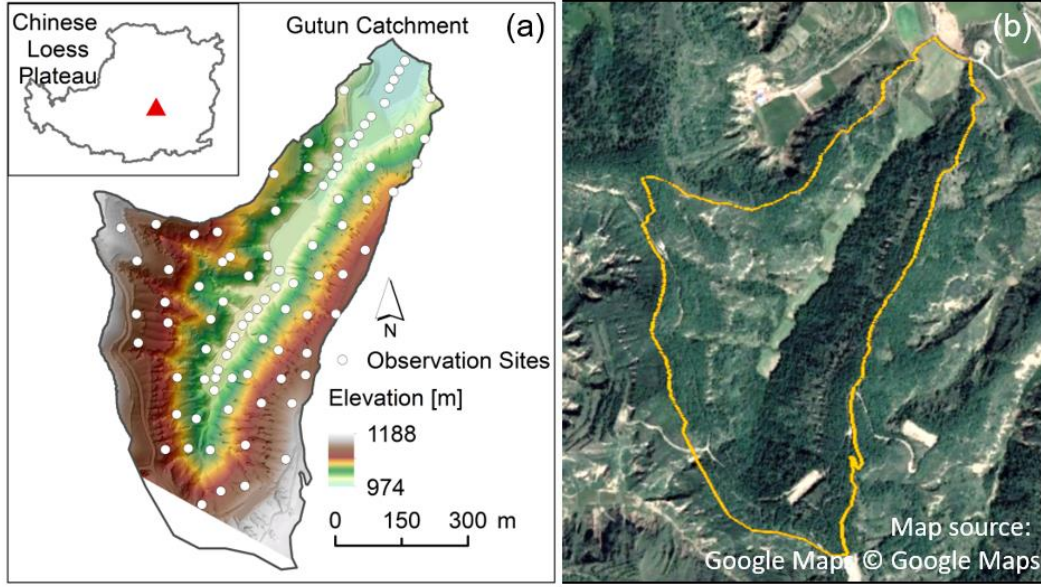 Chinese
Loess
Plateau
Gutun Catchment
(a)
N
Observation Sites
Elevation [m]
1188
974
0 150 300 m
(b)
Map source:
Google Maps © Google Maps